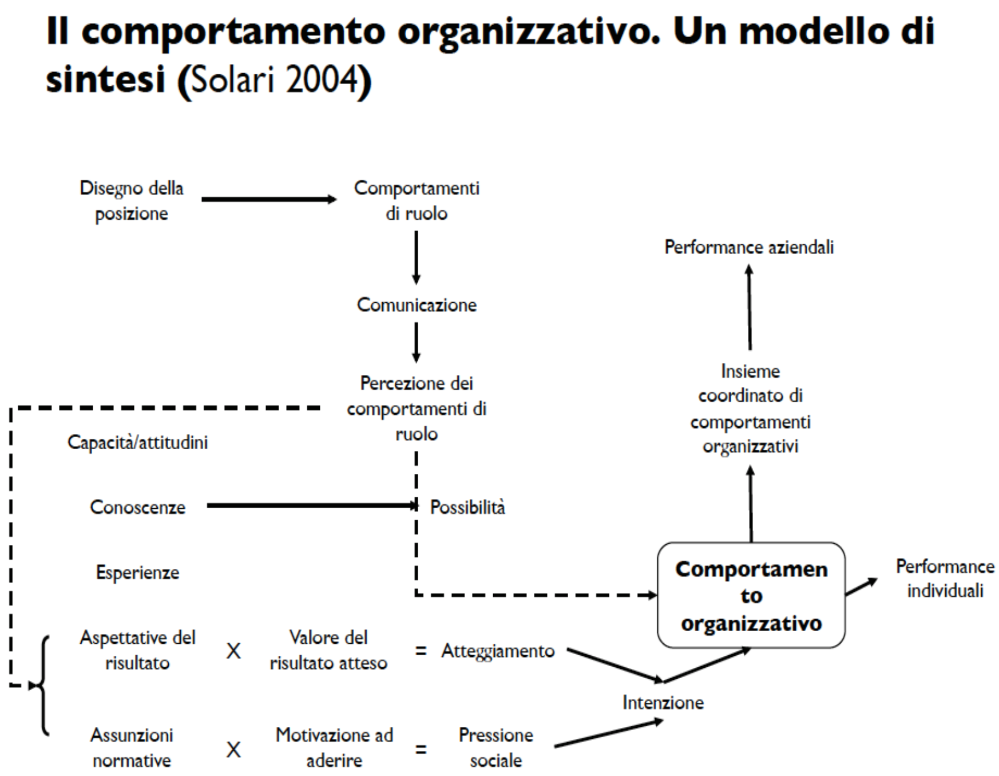 Il comportamento organizzativo. Un modello di
sintesi (Solari 2004)
Disegno della
posizione
Comportamenti
di ruolo
Performance aziendali
Comunicazione
Percezione dei
comportamenti di
ruolo
Insieme
coordinato di
comportamenti
organizzativi
Capacità/attitudini
Conoscenze
Possibilità
Esperienze
Comportamen
to
organizzativo
Performance
individuali
Aspettative del
risultato
X
Valore del
risultato atteso
=
Atteggiamento
Intenzione
Assunzioni
normative
X
Motivazione ad
aderire
=
Pressione
sociale